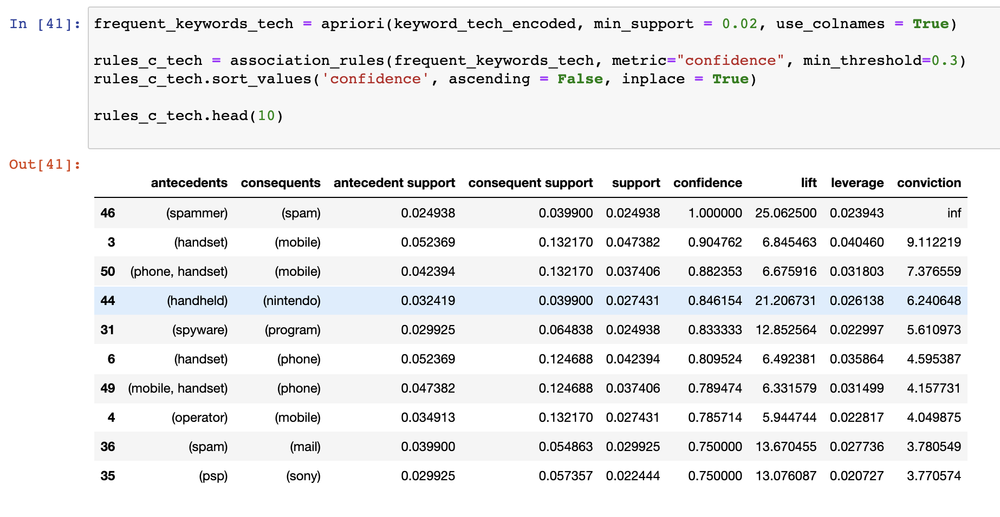 In [41]: frequent_keywords_tech = apriori(keyword_tech_encoded, min_support = 0.02, use_colnames = True)
rules_c_tech = association_rules(frequent_keywords_tech, metric="confidence", min_threshold=0.3)
rules_c_tech.sort_values('confidence', ascending = False, inplace = True)
rules_c_tech.head(10)
Out[41]:
antecedents consequents antecedent support consequent support support confidence lift leverage conviction
46 (spammer) (spam) 0.024938 0.039900 0.024938 1.000000 25.062500 0.023943 inf
3 (handset) (mobile) 0.052369 0.132170 0.047382 0.904762 6.845463 0.040460 9.112219
50 (phone, handset) (mobile) 0.042394 0.132170 0.037406 0.882353 6.675916 0.031803 7.376559
44 (handheld) (nintendo) 0.032419 0.039900 0.027431 0.846154 21.206731 0.026138 6.240648
31 (spyware) (program) 0.029925 0.064838 0.024938 0.833333 12.852564 0.022997 5.610973
6 (handset) (phone) 0.052369 0.124688 0.042394 0.809524 6.492381 0.035864 4.595387
49 (mobile, handset) (phone) 0.047382 0.124688 0.037406 0.789474 6.331579 0.031499 4.157731
4 (operator) (mobile) 0.034913 0.132170 0.027431 0.785714 5.944744 0.022817 4.049875
36 (spam) (mail) 0.039900 0.054863 0.029925 0.750000 13.670455 0.027736 3.780549
35 (psp) (sony) 0.029925 0.057357 0.022444 0.750000 13.076087 0.020727 3.770574